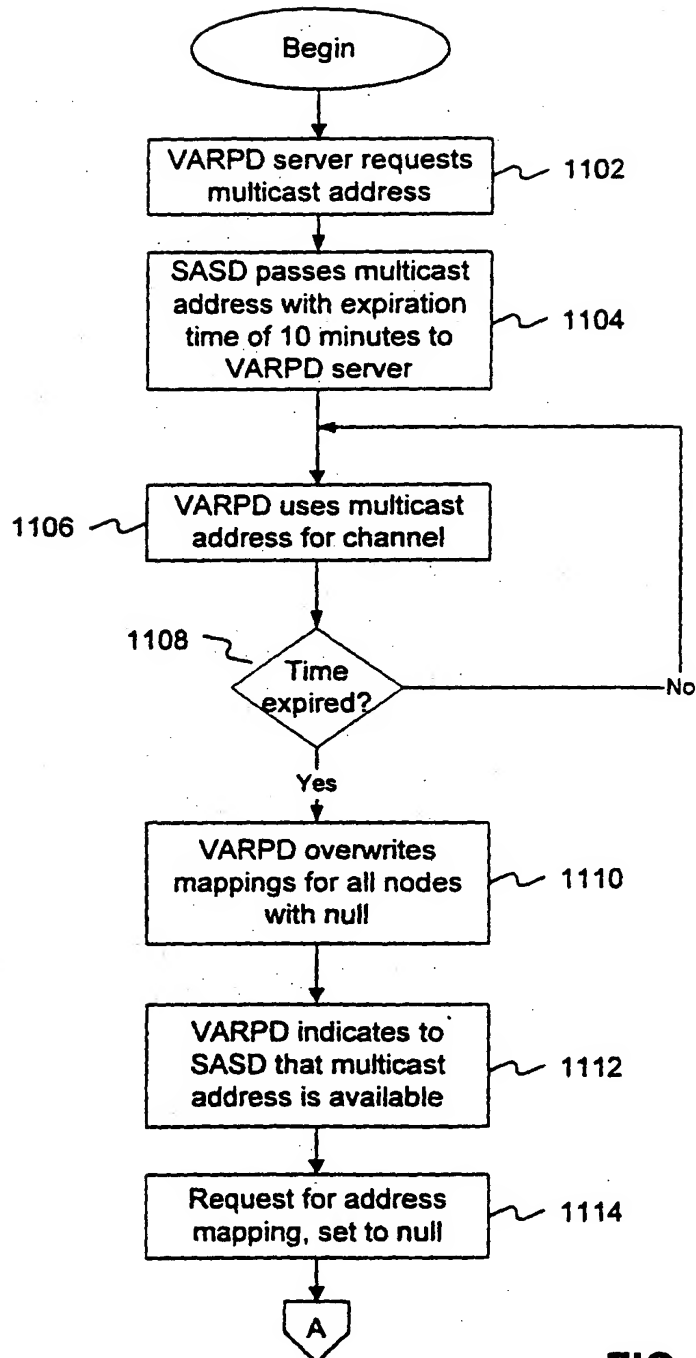 Begin
VARPD server requests
multicast address
1102
SASD passes multicast
address with expiration
time of 10 minutes to
VARPD server
1104
VARPD uses multicast
address for channel
1106
1108
Time
expired?
No
Yes
VARPD overwrites
mappings for all nodes
with null
1110
VARPD indicates to
SASD that multicast
address is available
1112
Request for address
mapping, set to null
1114
A